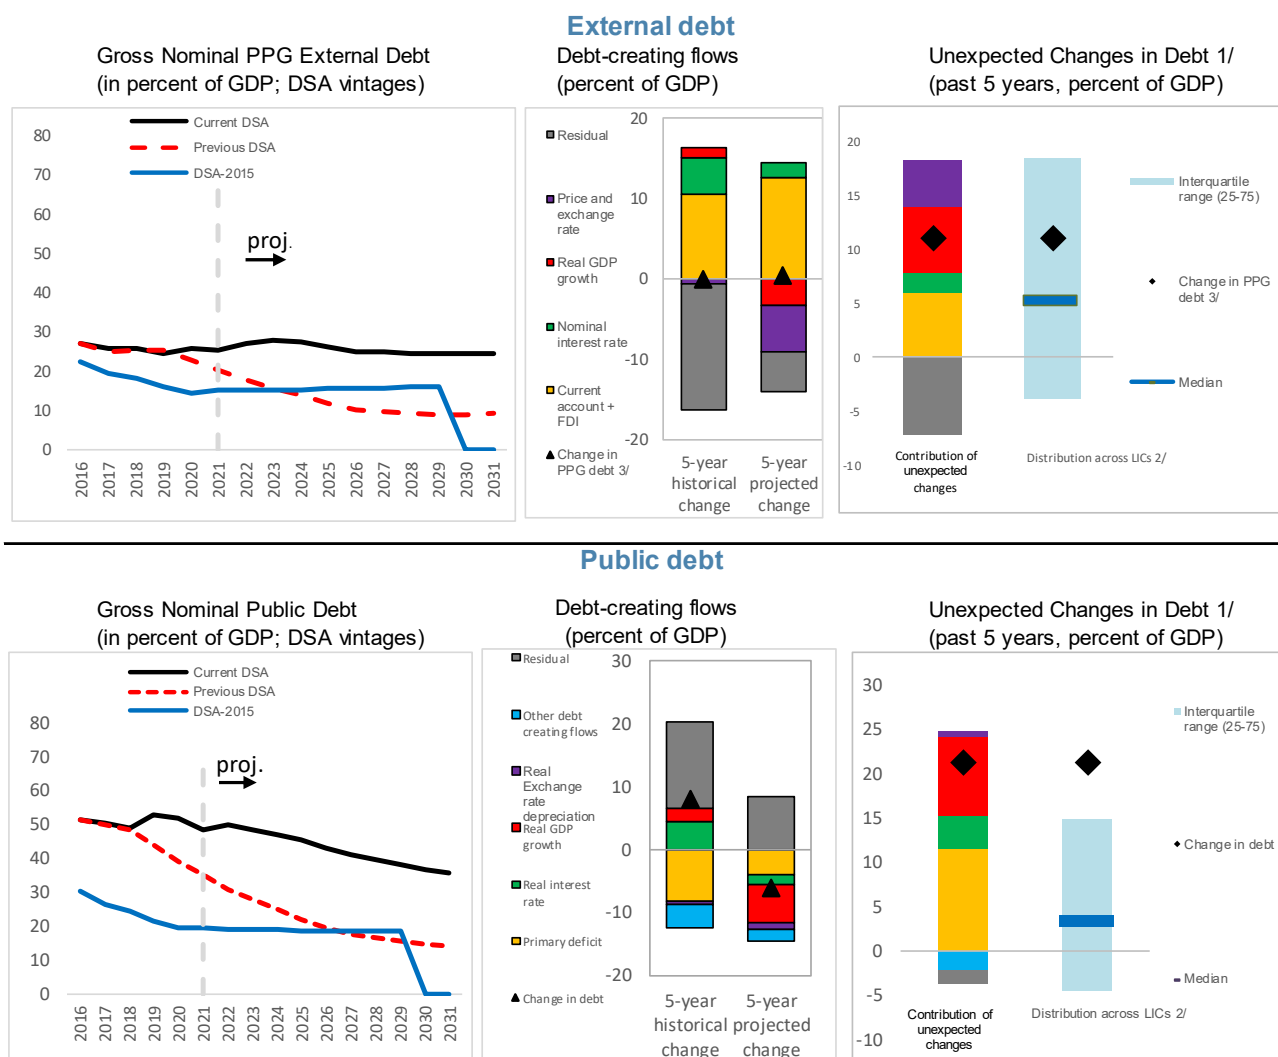 External debt
Gross Nominal PPG External Debt
(in percent of GDP; DSA vintages)
Current DSA
Previous DSA
DSA-2015
80
70
60
50
40
30
20
10
0
proj.
2016
2017
2018
2019
2020
2021
2022
2023
2024
2025
2026
2027
2028
2029
2030
2031
Debt-creating flows
(percent of GDP)
Residual
Price and
exchange
rate
Real GDP
growth
Nominal
interest rate
Current
account +
FDI
Change in
PPG debt 3/
20
10
0
-10
-20
5-year
historical
change
5-year
projected
change
Unexpected Changes in Debt 1/
(past 5 years, percent of GDP)
20
15
10
5
0
-5
-10
Interquartile
range (25-75)
Change in PPG
debt 3/
Median
Contribution of
unexpected
changes
Distribution across LICs 2/
Public debt
Gross Nominal Public Debt
(in percent of GDP; DSA vintages)
Current DSA
Previous DSA
DSA-2015
80
70
60
50
40
30
20
10
0
proj.
2016
2017
2018
2019
2020
2021
2022
2023
2024
2025
2026
2027
2028
2029
2030
2031
Debt-creating flows
(percent of GDP)
Residual
Other debt
creating flows
Real
Exchange
rate
depreciation
Real GDP
growth
Real interest
rate
Primary deficit
Change in debt
30
20
10
0
-10
-20
5-year
historical
change
5-year
projected
change
Unexpected Changes in Debt 1/
(past 5 years, percent of GDP)
30
25
20
15
10
5
0
-5
-10
Interquartile
range (25-75)
Change in debt
Median
Contribution of
unexpected
changes
Distribution across LICs 2/